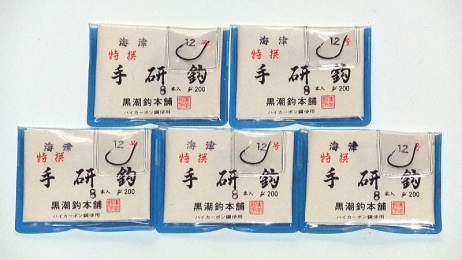 海津 12号
特撰
手研鈎
本入 ¥200
黒潮鈎本舗
ハイカーボン鋼使用
海津 12号
特撰
手研鈎
本入 ¥200
黒潮鈎本舗
ハイカーボン鋼使用
海津 12号
特撰
手研鈎
本入 ¥200
黒潮鈎本舗
ハイカーボン鋼使用
海津 12号
特撰
手研鈎
本入 ¥200
黒潮鈎本舗
ハイカーボン鋼使用
海津 12号
特撰
手研鈎
本入 ¥200
黒潮鈎本舗
ハイカーボン鋼使用